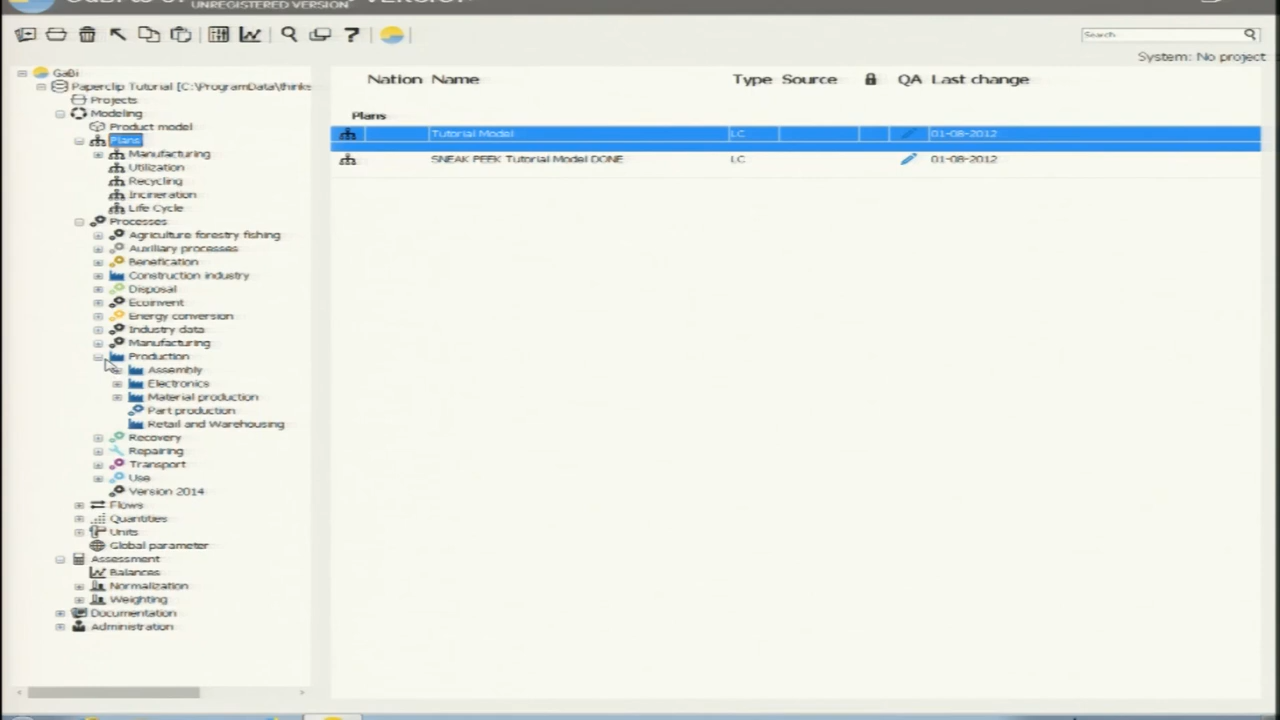 UNREGISTERED VERSION
Search
System: No project
GaBi
Paperclip Tutorial [C:\ProgramData\thinks
Projects
Modeling
Product model
Plans
Manufacturing
Utilization
Recycling
Incineration
Life Cycle
Processes
Agriculture forestry fishing
Auxiliary processes
Benefication
Construction industry
Disposal
Ecoinvent
Energy conversion
Industry data
Manufacturing
Production
Assembly
Electronics
Material production
Part production
Retail and Warehousing
Recovery
Repairing
Transport
Use
Version 2014
Flows
Quantities
Units
Global parameter
Assessment
Balances
Normalization
Weighting
Documentation
Administration
Nation Name Type Source QA Last change
Plans
Tutorial Model LC 01-08-2012
SNEAK PEEK Tutorial Model DONE LC 01-08-2012